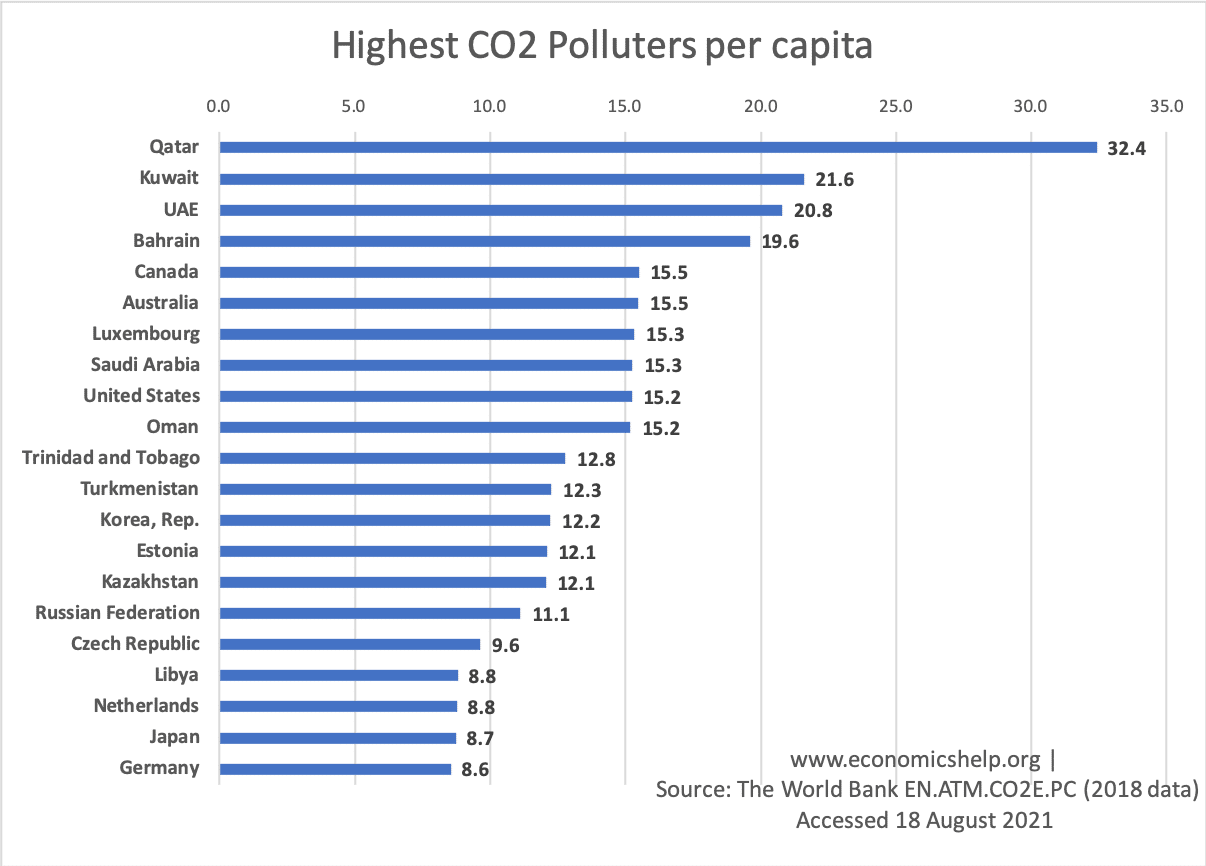 Highest CO2 Polluters per capita
0.0 5.0 10.0 15.0 20.0 25.0 30.0 35.0
Qatar 32.4
Kuwait 21.6
UAE 20.8
Bahrain 19.6
Canada 15.5
Australia 15.5
Luxembourg 15.3
Saudi Arabia 15.3
United States 15.2
Oman 15.2
Trinidad and Tobago 12.8
Turkmenistan 12.3
Korea, Rep. 12.2
Estonia 12.1
Kazakhstan 12.1
Russian Federation 11.1
Czech Republic 9.6
Libya 8.8
Netherlands 8.8
Japan 8.7
Germany 8.6
www.economicshelp.org |
Source: The World Bank EN.ATM.CO2E.PC (2018 data)
Accessed 18 August 2021